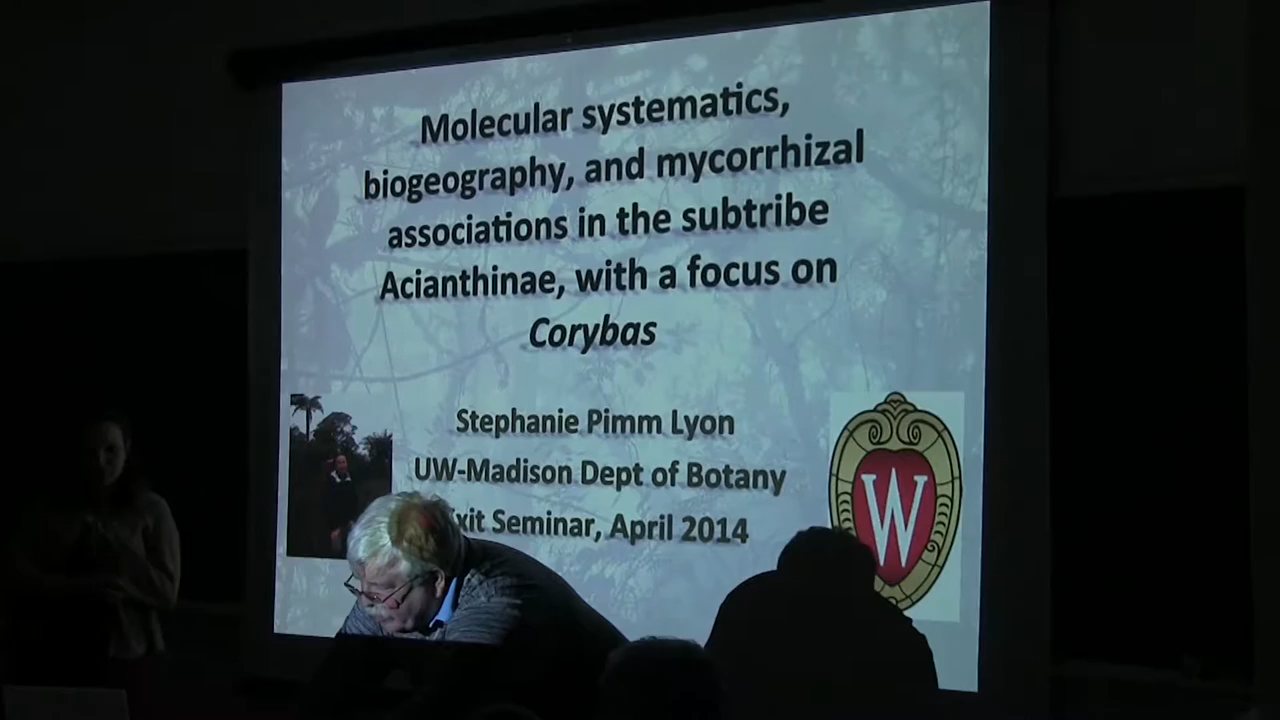 Molecular systematics,
biogeography, and mycorrhizal
associations in the subtribe
Acianthinae, with a focus on
Corybas
Stephanie Pimm Lyon
UW-Madison Dept of Botany
Exit Seminar, April 2014
W